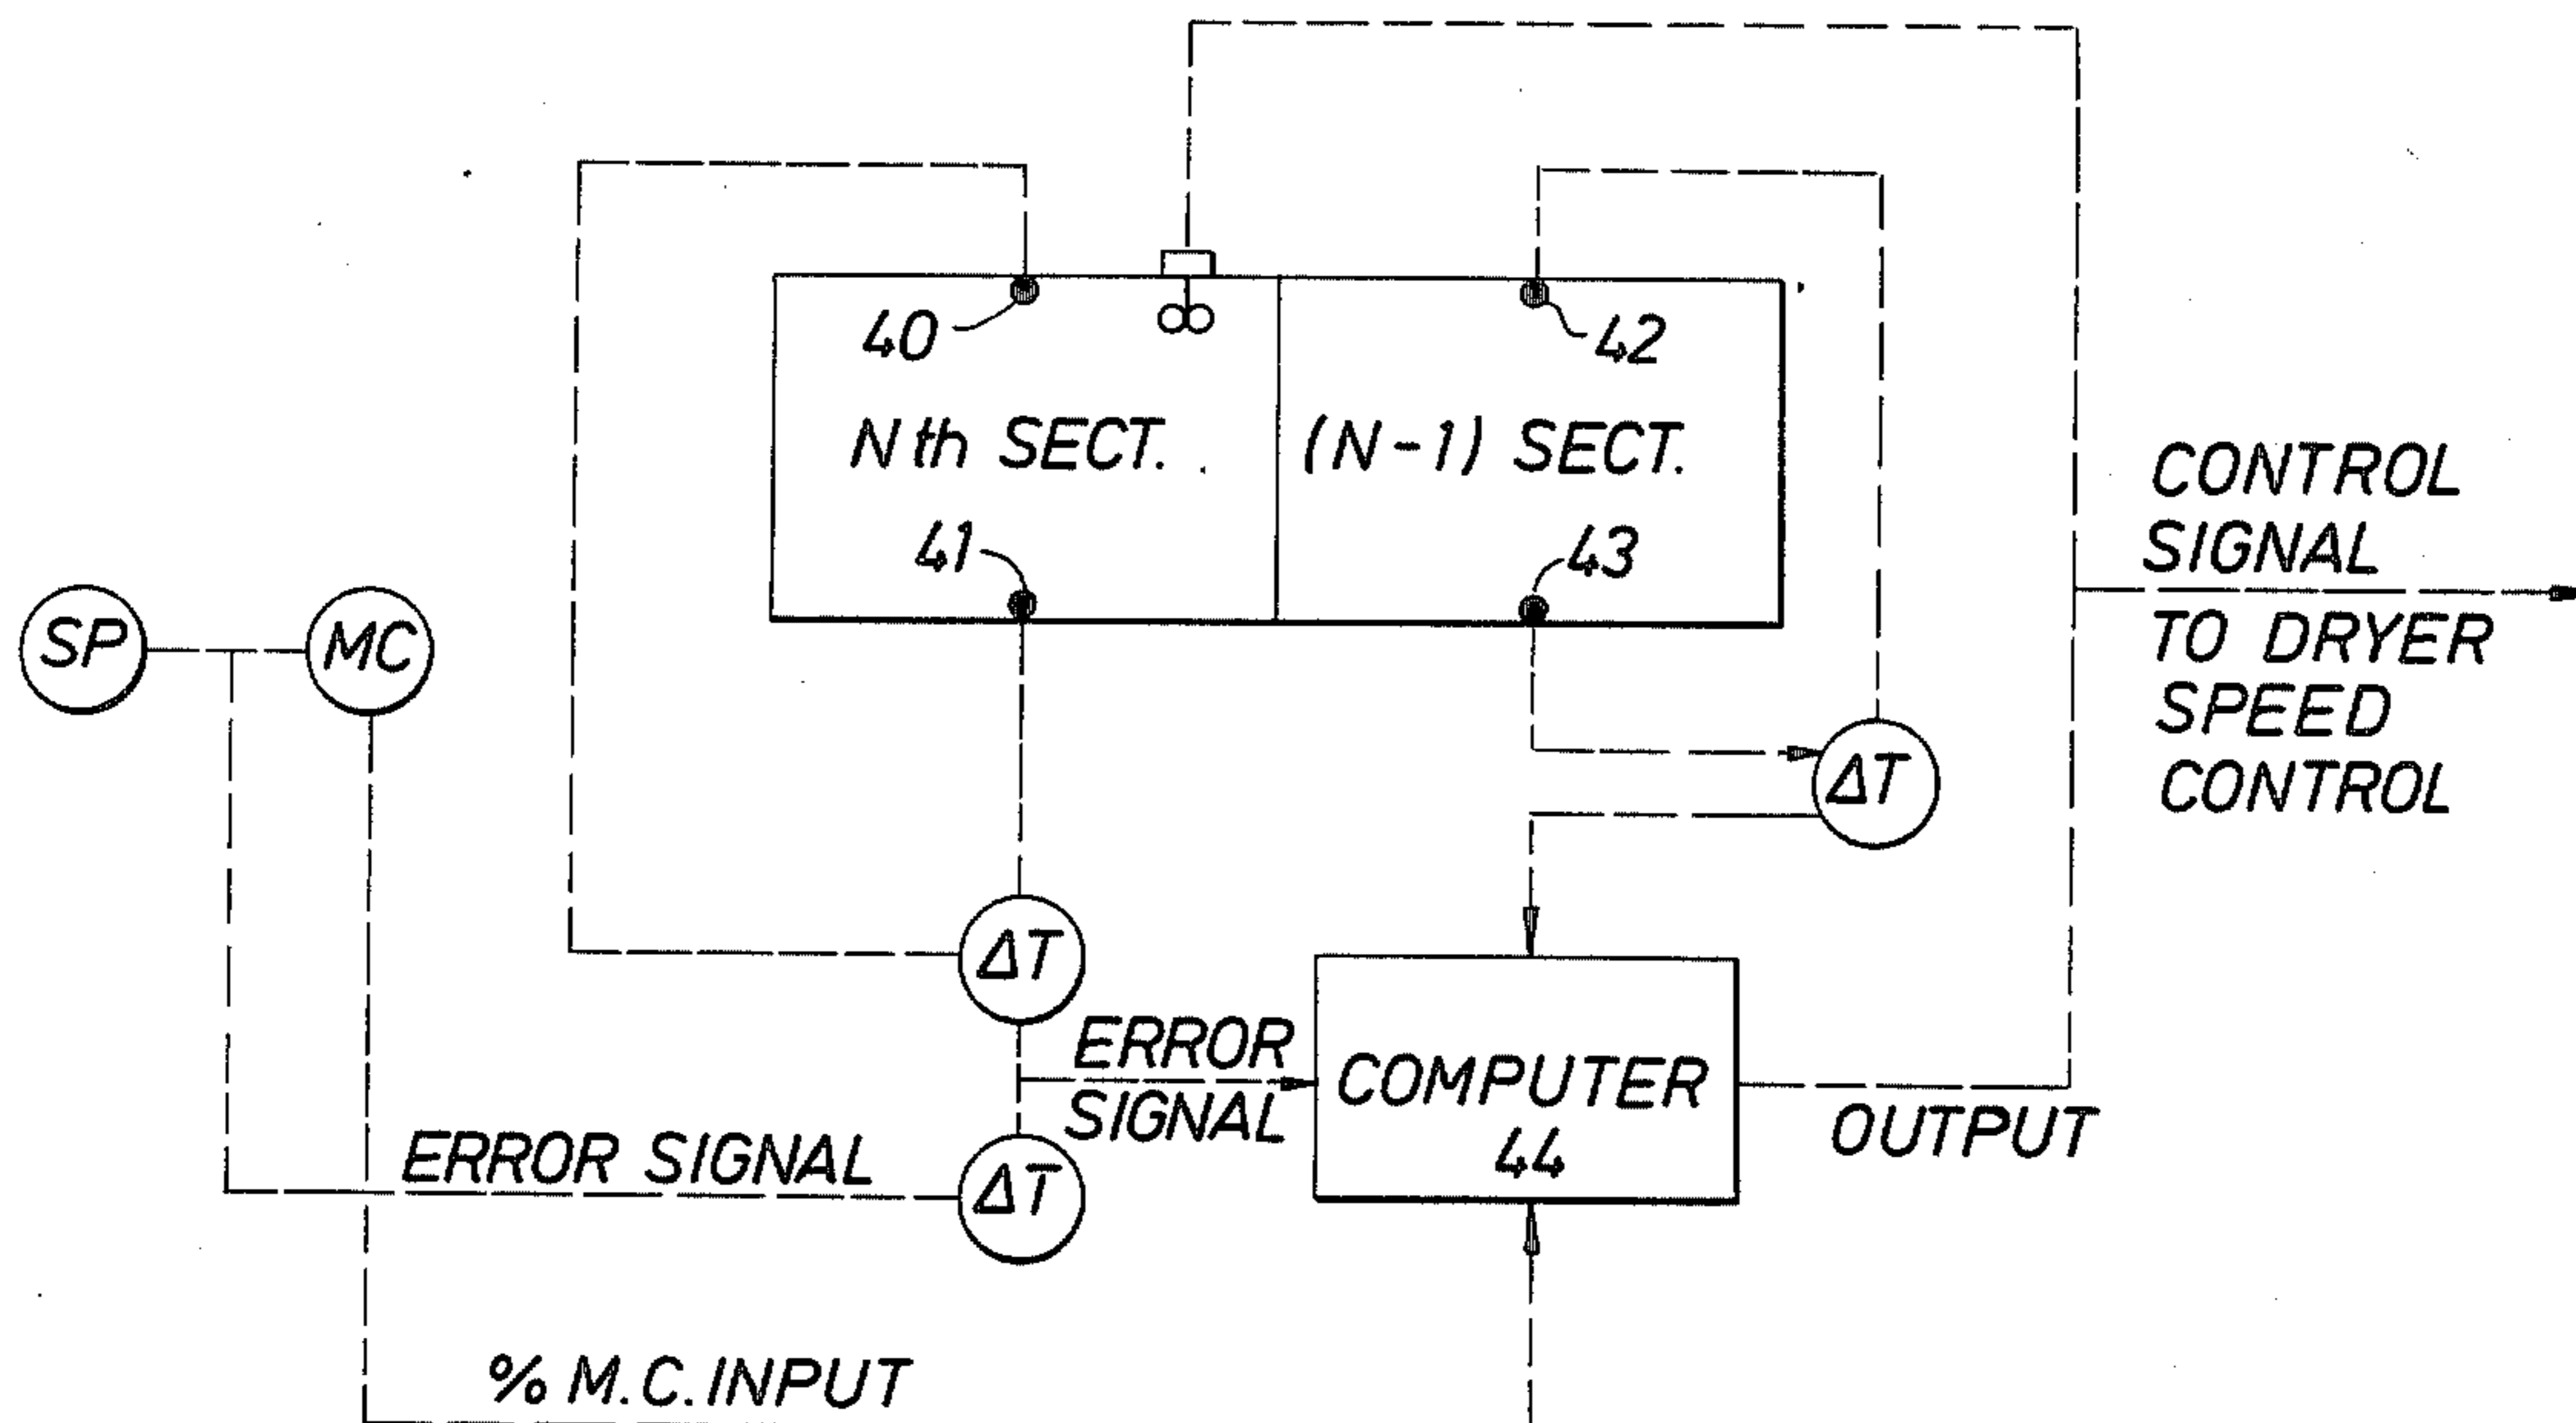 40
42
N th SECT.
(N-1) SECT.
41
43
CONTROL
SIGNAL
TO DRYER
SPEED
CONTROL
SP
MC
ΔT
ΔT
ERROR
SIGNAL
COMPUTER
44
OUTPUT
ERROR SIGNAL
ΔT
% M.C. INPUT